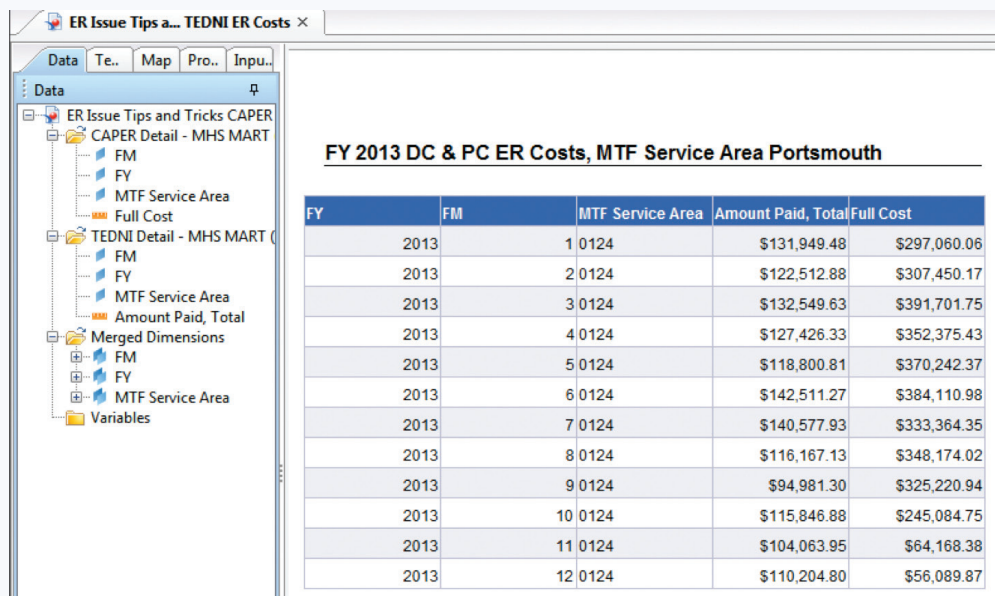 ER Issue Tips a... TEDNI ER Costs ×
Data Te.. Map Pro.. Inpu..
Data
ER Issue Tips and Tricks CAPER
CAPER Detail - MHS MART
FM
FY
MTF Service Area
Full Cost
TEDNI Detail - MHS MART (
FM
FY
MTF Service Area
Amount Paid, Total
Merged Dimensions
FM
FY
MTF Service Area
Variables
FY 2013 DC & PC ER Costs, MTF Service Area Portsmouth
FY FM MTF Service Area Amount Paid, Total Full Cost
2013 1 0124 $131,949.48 $297,060.06
2013 2 0124 $122,512.88 $307,450.17
2013 3 0124 $132,549.63 $391,701.75
2013 4 0124 $127,426.33 $352,375.43
2013 5 0124 $118,800.81 $370,242.37
2013 6 0124 $142,511.27 $384,110.98
2013 7 0124 $140,577.93 $333,364.35
2013 8 0124 $116,167.13 $348,174.02
2013 9 0124 $94,981.30 $325,220.94
2013 10 0124 $115,846.88 $245,084.75
2013 11 0124 $104,063.95 $64,168.38
2013 12 0124 $110,204.80 $56,089.87